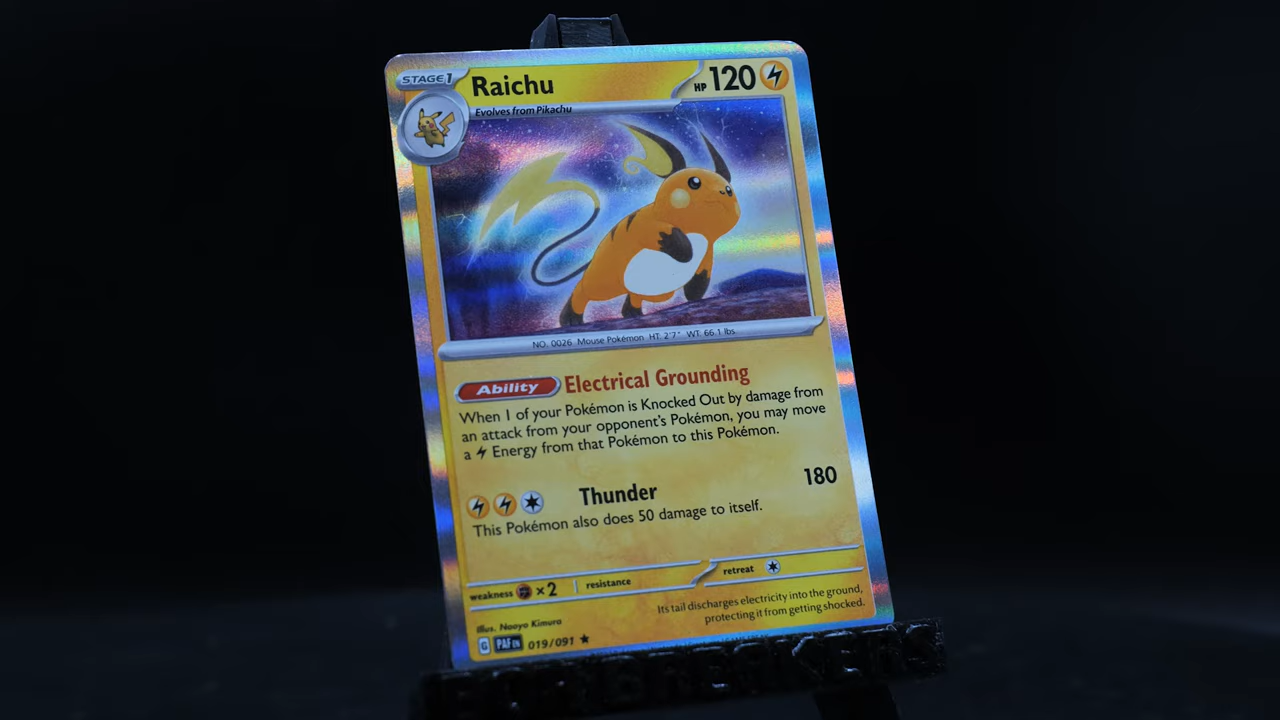 STAGE 1 Raichu HP 120
Evolves from Pikachu
NO. 0026 Mouse Pokémon HT: 2'7" WT: 66.1 lbs.
Ability Electrical Grounding
When 1 of your Pokémon is Knocked Out by damage from
an attack from your opponent's Pokémon, you may move
a Energy from that Pokémon to this Pokémon.
Thunder 180
This Pokémon also does 50 damage to itself.
weakness ×2 resistance retreat
Its tail discharges electricity into the ground,
protecting it from getting shocked.
Illus. Naoyo Kimura
G PAF EN 019/091